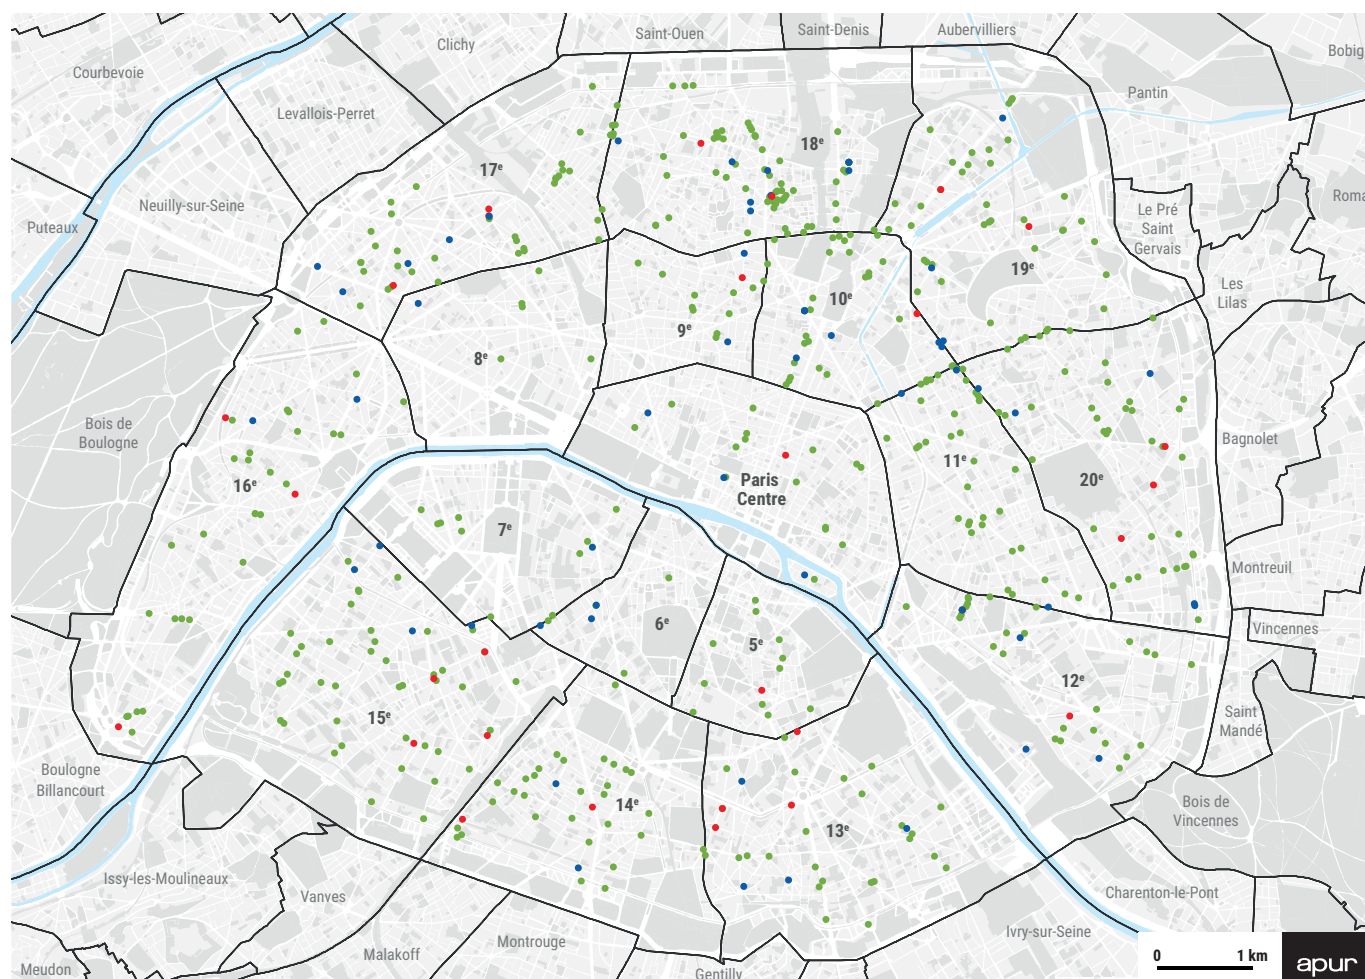 Saint-Ouen
Saint-Denis
Aubervilliers
Clichy
Bobig
Courbevoie
Pantin
Levallois-Perret
18e
17e
Roma
Neuilly-sur-Seine
Le Pré
Saint
Gervais
Puteaux
19e
Les
Lilas
10e
9e
8e
Bois de
Boulogne
Bagnolet
11e
20e
16e
Paris
Centre
7e
Montreuil
6e
Vincennes
5e
12e
15e
Saint
Mandé
Boulogne
Billancourt
14e
Bois de
Vincennes
13e
Issy-les-Moulineaux
Vanves
Charenton-le-Pont
Ivry-sur-Seine
Montrouge
Malakoff
Meudon
Gentilly
0 1 km
apur